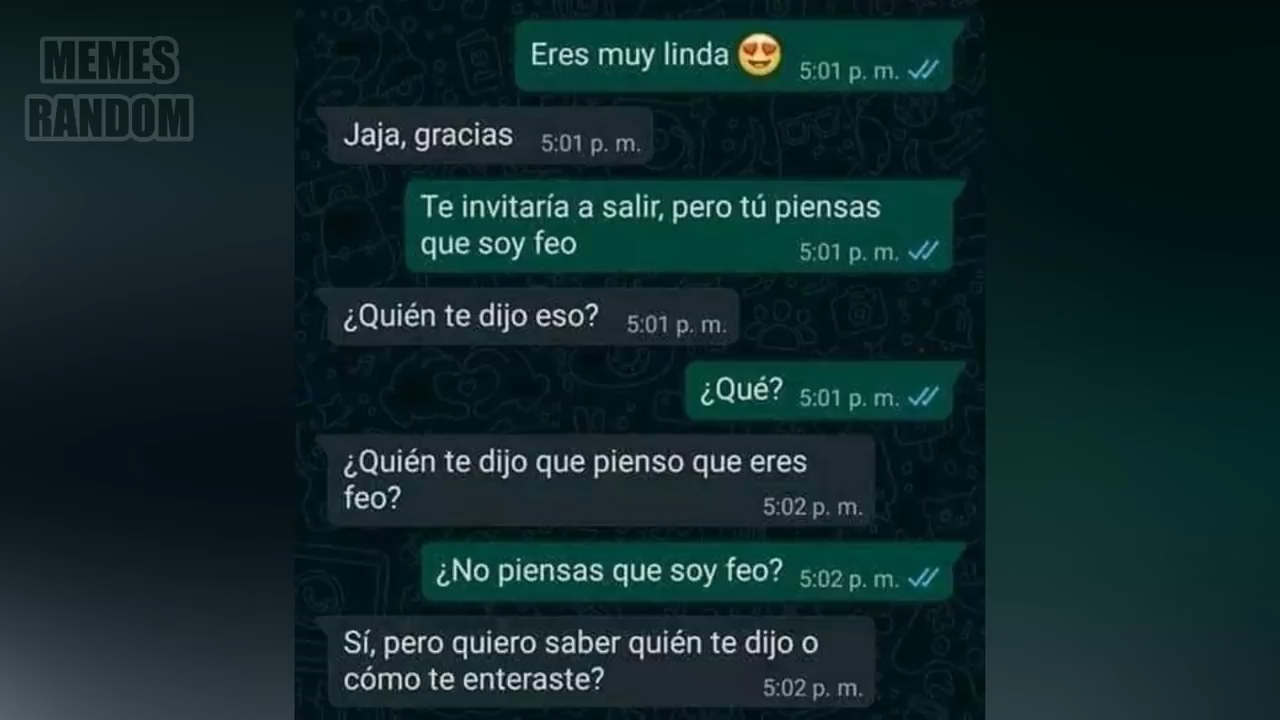 MEMES
RANDOM
Eres muy linda 😍 5:01 p. m.
Jaja, gracias 5:01 p. m.
Te invitaría a salir, pero tú piensas
que soy feo 5:01 p. m.
¿Quién te dijo eso? 5:01 p. m.
¿Qué? 5:01 p. m.
¿Quién te dijo que pienso que eres
feo? 5:02 p. m.
¿No piensas que soy feo? 5:02 p. m.
Sí, pero quiero saber quién te dijo o
cómo te enteraste? 5:02 p. m.